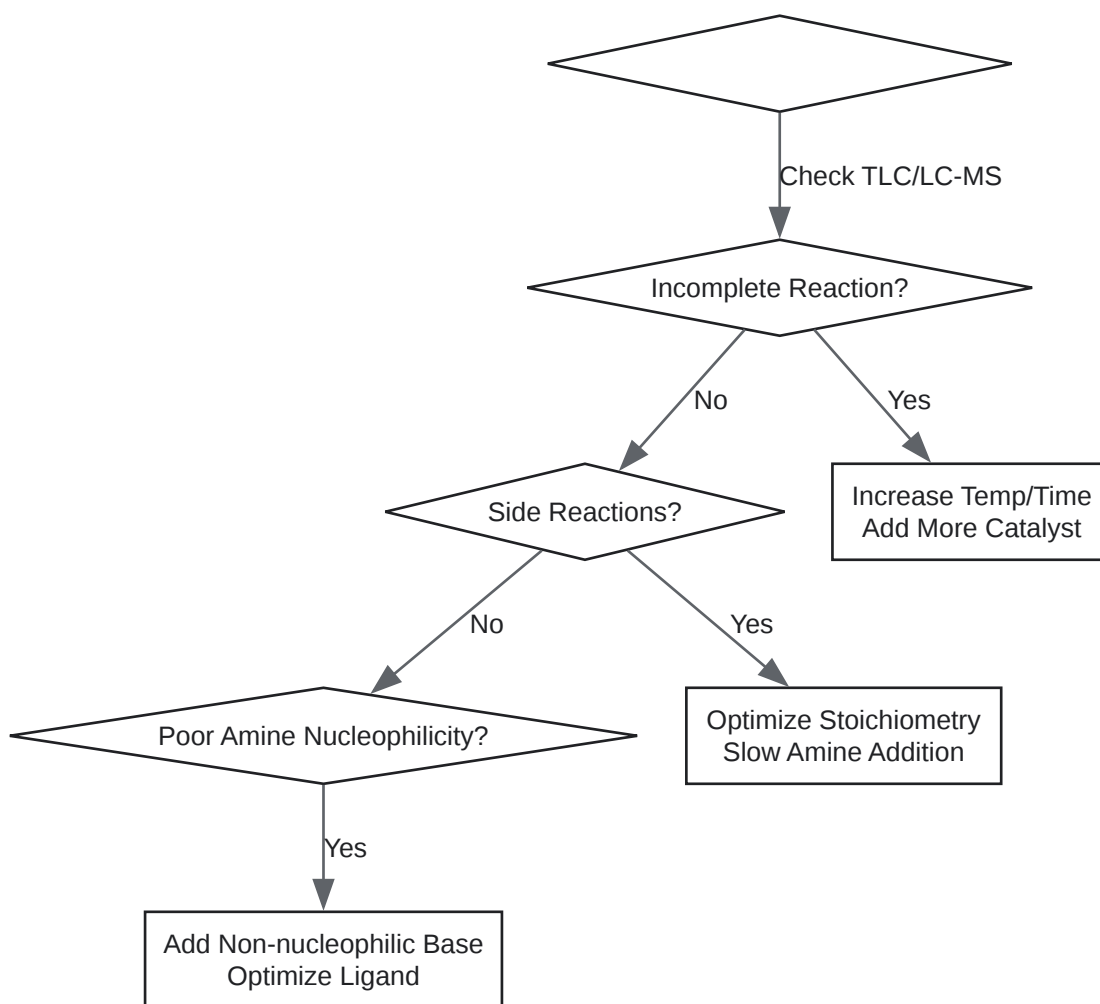 Check TLC/LC-MS
Incomplete Reaction?
No
Yes
Side Reactions?
Increase Temp/Time
Add More Catalyst
No
Yes
Poor Amine Nucleophilicity?
Optimize Stoichiometry
Slow Amine Addition
Yes
Add Non-nucleophilic Base
Optimize Ligand